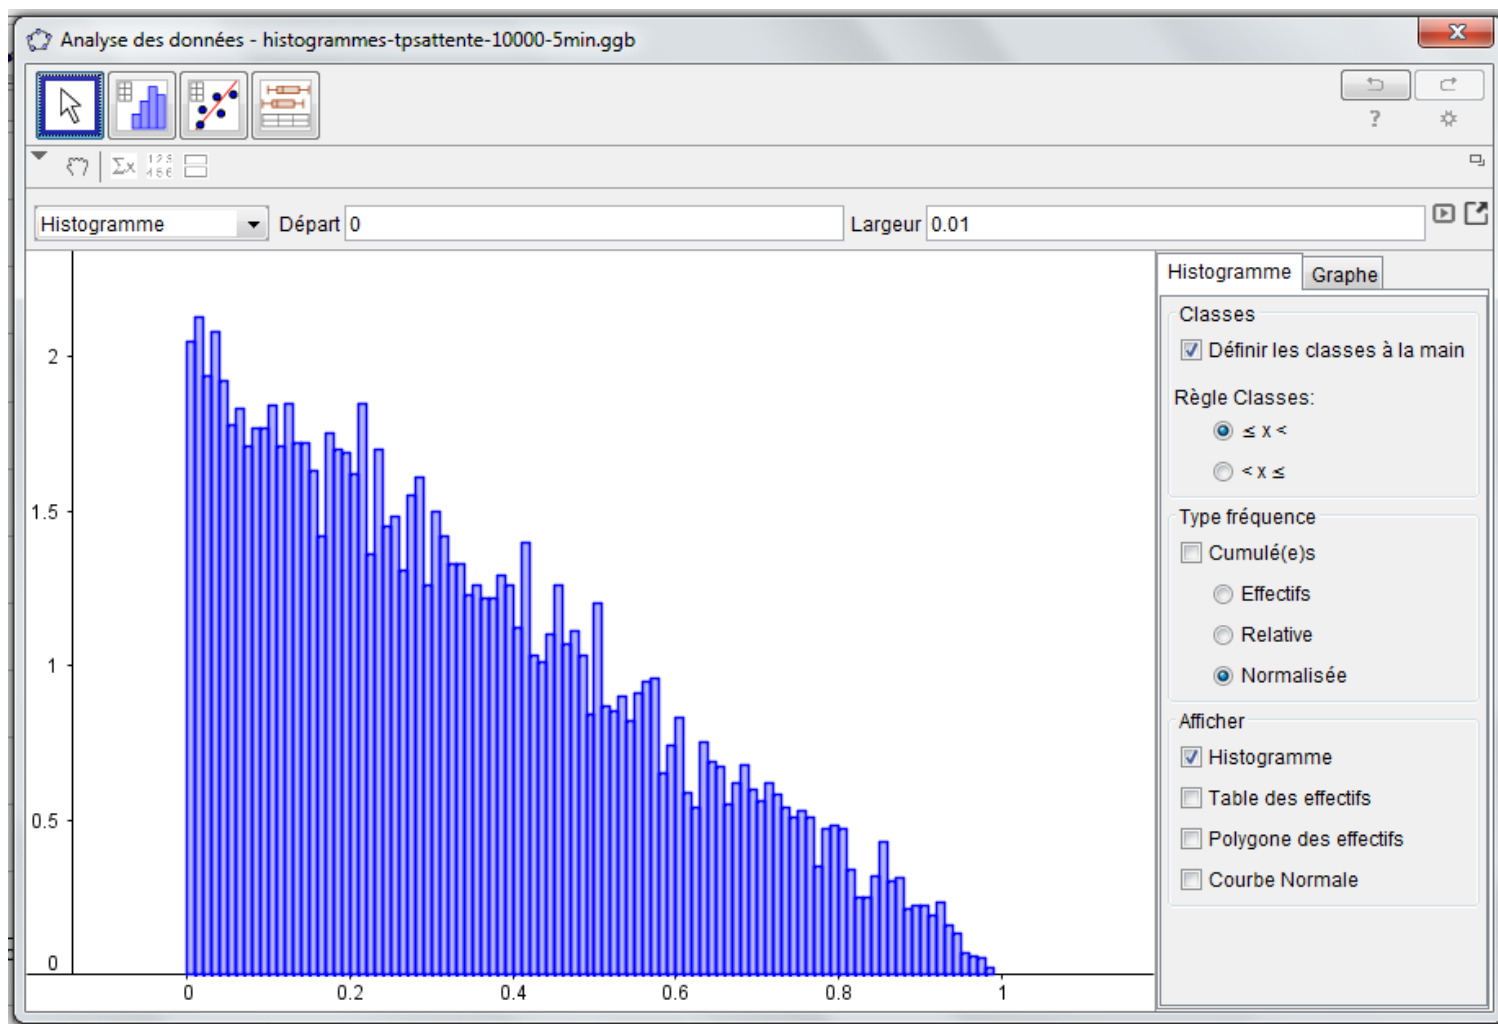 Analyse des données - histogrammes-tpsattente-10000-5min.ggb
?
Σx 123 456
Histogramme Départ 0 Largeur 0.01
Histogramme Graphe
Classes
Définir les classes à la main
Règle Classes:
≤ x <
< x ≤
Type fréquence
Cumulé(e)s
Effectifs
Relative
Normalisée
Afficher
Histogramme
Table des effectifs
Polygone des effectifs
Courbe Normale
2
1.5
1
0.5
0
0 0.2 0.4 0.6 0.8 1